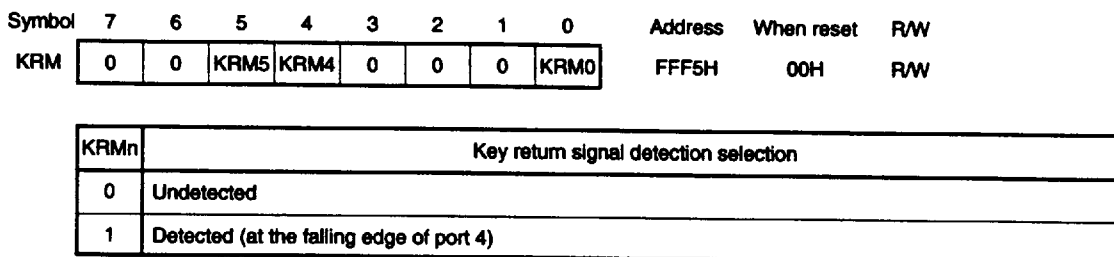 Symbol 7 6 5 4 3 2 1 0 Address When reset R/W
KRM 0 0 KRM5 KRM4 0 0 0 KRM0 FFF5H 00H R/W
KRMn Key return signal detection selection
0 Undetected
1 Detected (at the falling edge of port 4)